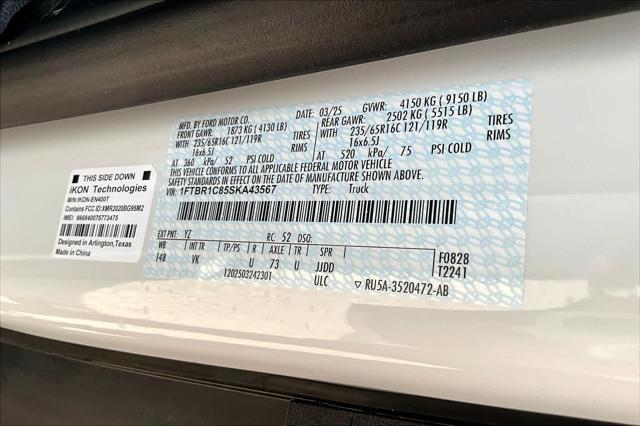 THIS SIDE DOWN
iKON Technologies
M/N:IKON-EN400T
Contains FCC ID:XMR2020BG95M2
IMEI: 866840075773475
Designed in Arlington,Texas
Made in China
MFD. BY FORD MOTOR CO.
DATE: 03/25 GVWR: 4150 KG ( 9150 LB)
FRONT GAWR: 1873 KG ( 4130 LB) REAR GAWR: 2502 KG ( 5515 LB)
WITH 235/65R16C 121/119R TIRES WITH 235/65R16C 121/119R TIRES
16x6.5J RIMS 16x6.5J RIMS
AT 360 kPa/ 52 PSI COLD AT 520 kPa/ 75 PSI COLD
THIS VEHICLE CONFORMS TO ALL APPLICABLE FEDERAL MOTOR VEHICLE
SAFETY STANDARDS IN EFFECT ON THE DATE OF MANUFACTURE SHOWN ABOVE.
VIN: 1FTBR1C85SKA43567 TYPE: Truck
EXT PNT: YZ RC: 52 DSO:
WB INT TR TP/PS R AXLE TR SPR F0828
148 VK U 73 U JJDD T2241
1202503242301 ULC ▽ RU5A-3520472-AB